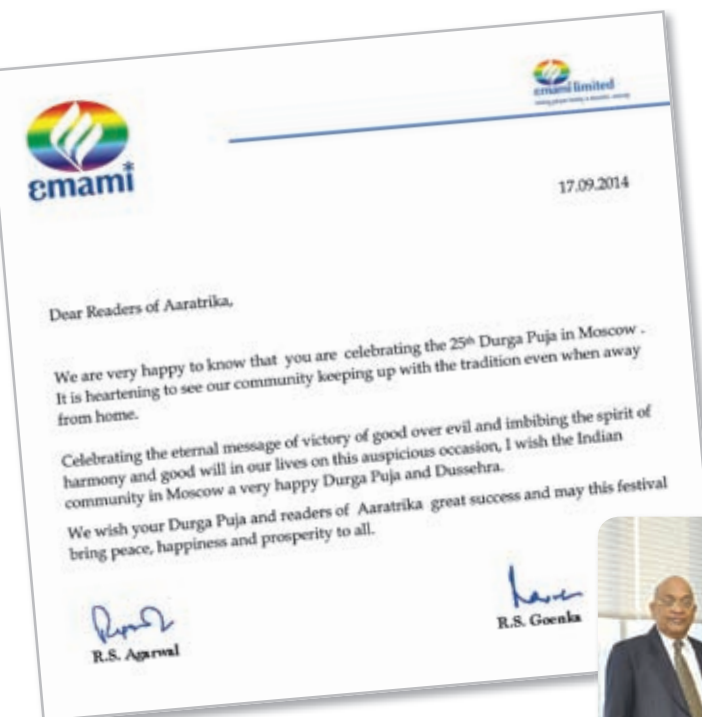 emami
emami limited
17.09.2014
Dear Readers of Aaratrika,
We are very happy to know that you are celebrating the 25th Durga Puja in Moscow .
It is heartening to see our community keeping up with the tradition even when away
from home.
Celebrating the eternal message of victory of good over evil and imbibing the spirit of
harmony and good will in our lives on this auspicious occasion, I wish the Indian
community in Moscow a very happy Durga Puja and Dussehra.
We wish your Durga Puja and readers of Aaratrika great success and may this festival
bring peace, happiness and prosperity to all.
R.S. Agarwal
R.S. Goenka